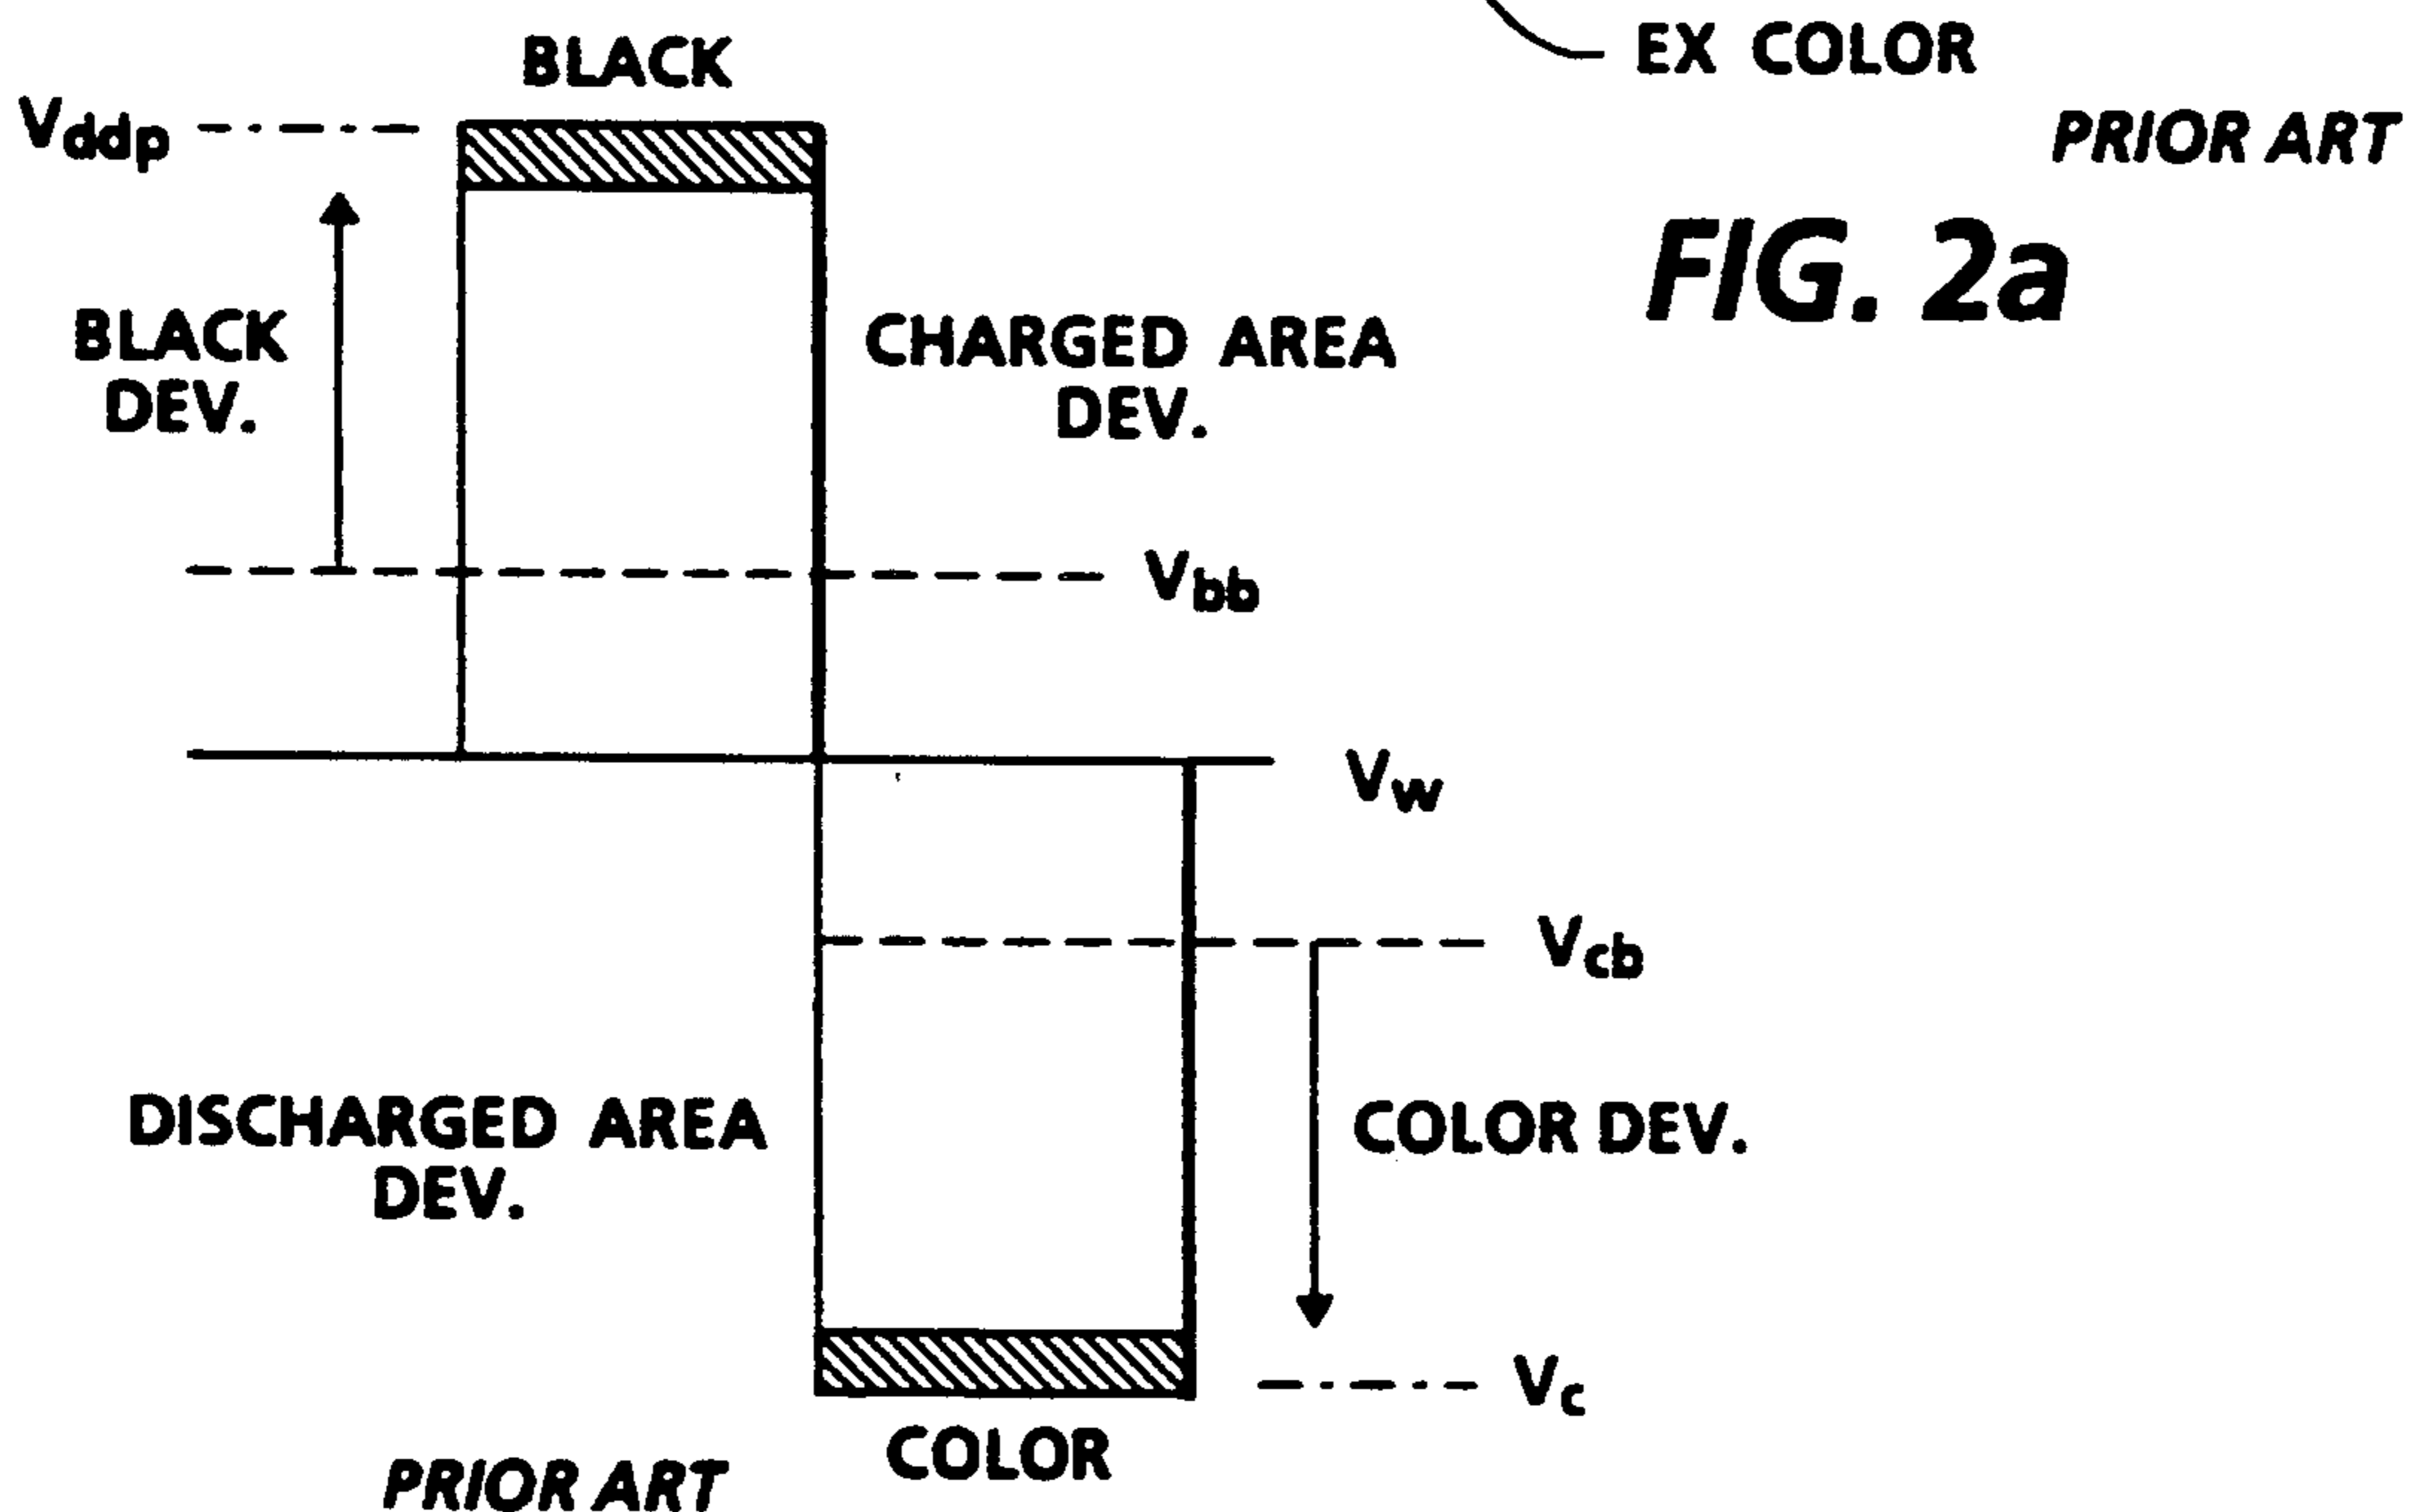 BLACK
EX COLOR
Vddp
PRIOR ART
FIG. 2a
BLACK
DEV.
CHARGED AREA
DEV.
Vbb
Vw
Vcb
DISCHARGED AREA
DEV.
COLOR DEV.
Vc
COLOR
PRIOR ART